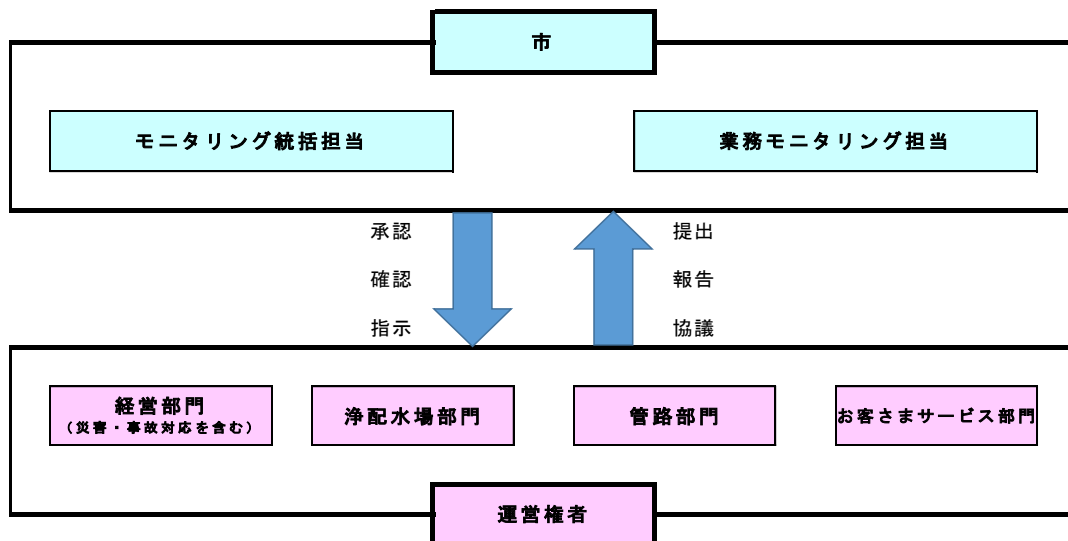 市
モニタリング統括担当
業務モニタリング担当
承認
確認
指示
提出
報告
協議
経営部門
(災害・事故対応を含む)
浄配水場部門
管路部門
お客さまサービス部門
運営権者